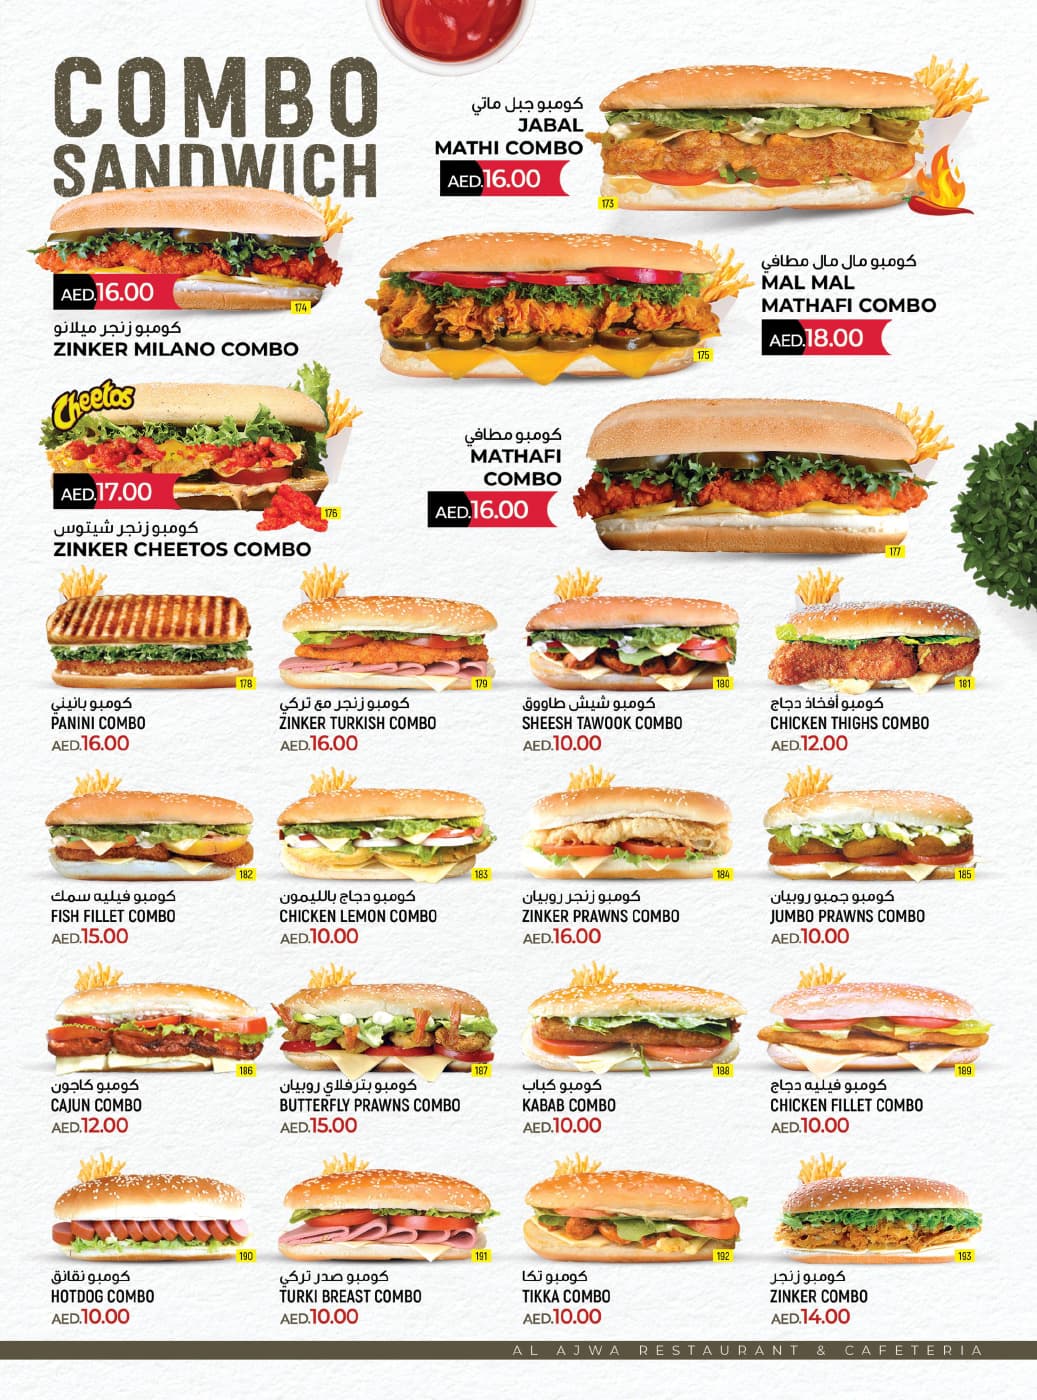 COMBO
SANDWICH
كومبو جبل ماتي
JABAL
MATHI COMBO
AED.16.00
173
AED.16.00
174
كومبو زنجر ميلانو
ZINKER MILANO COMBO
كومبو مال مال مطافي
MAL MAL
MATHAFI COMBO
AED.18.00
175
Cheetos
AED.17.00
176
كومبو زنجر شيتوس
ZINKER CHEETOS COMBO
كومبو مطافي
MATHAFI
COMBO
AED.16.00
177
178
كومبو بانيني
PANINI COMBO
AED.16.00
179
كومبو زنجر مع تركي
ZINKER TURKISH COMBO
AED.16.00
180
كومبو شيش طاووق
SHEESH TAWOOK COMBO
AED.10.00
181
كومبو أفخاذ دجاج
CHICKEN THIGHS COMBO
AED.12.00
182
كومبو فيليه سمك
FISH FILLET COMBO
AED.15.00
183
كومبو دجاج بالليمون
CHICKEN LEMON COMBO
AED.10.00
184
كومبو زنجر روبيان
ZINKER PRAWNS COMBO
AED.16.00
185
كومبو جمبو روبيان
JUMBO PRAWNS COMBO
AED.10.00
186
كومبو كاجون
CAJUN COMBO
AED.12.00
187
كومبو بترفلاي روبيان
BUTTERFLY PRAWNS COMBO
AED.15.00
188
كومبو كباب
KABAB COMBO
AED.10.00
189
كومبو فيليه دجاج
CHICKEN FILLET COMBO
AED.10.00
190
كومبو نقانق
HOTDOG COMBO
AED.10.00
191
كومبو صدر تركي
TURKI BREAST COMBO
AED.10.00
192
كومبو تكا
TIKKA COMBO
AED.10.00
193
كومبو زنجر
ZINKER COMBO
AED.14.00
AL AJWA RESTAURANT & CAFETERIA